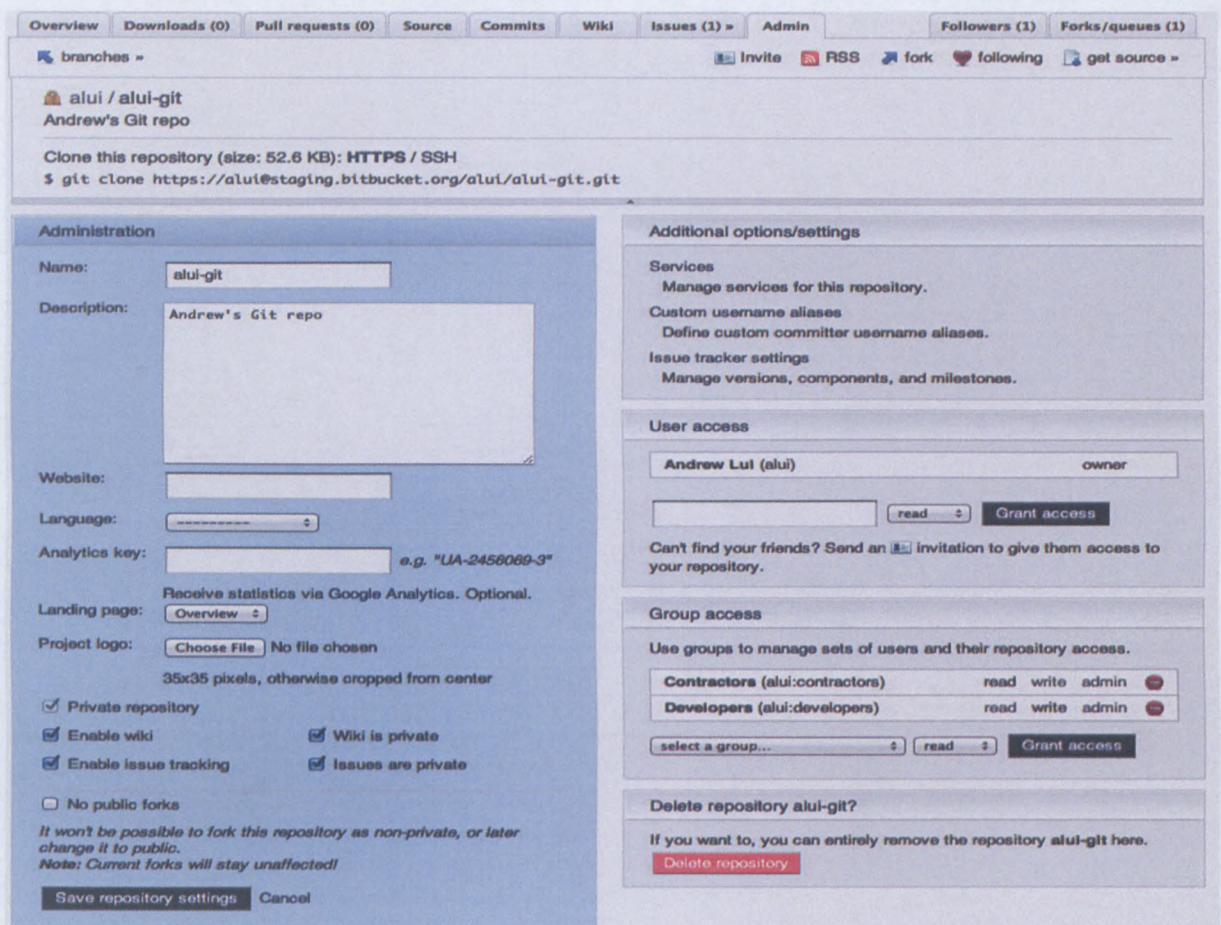 Overview Downloads (0) Pull requests (0) Source Commits Wiki Issues (1) » Admin Followers (1) Forks/queues (1)
branches » Invite RSS fork following get source »
alui / alui-git
Andrew's Git repo
Clone this repository (size: 52.6 KB): HTTPS / SSH
$ git clone https://alui@staging.bitbucket.org/alui/alui-git.git
Administration
Name: alui-git
Description: Andrew's Git repo
Website:
Language: ---------
Analytics key: e.g. "UA-2456069-3"
Receive statistics via Google Analytics. Optional.
Landing page: Overview
Project logo: Choose File No file chosen
35x35 pixels, otherwise cropped from center
Private repository
Enable wiki Wiki is private
Enable issue tracking Issues are private
No public forks
It won't be possible to fork this repository as non-private, or later
change it to public.
Note: Current forks will stay unaffected!
Save repository settings Cancel
Additional options/settings
Services
Manage services for this repository.
Custom username aliases
Define custom committer username aliases.
Issue tracker settings
Manage versions, components, and milestones.
User access
Andrew Lui (alui) owner
read Grant access
Can't find your friends? Send an invitation to give them access to
your repository.
Group access
Use groups to manage sets of users and their repository access.
Contractors (alui:contractors) read write admin
Developers (alui:developers) read write admin
select a group... read Grant access
Delete repository alui-git?
If you want to, you can entirely remove the repository alui-git here.
Delete repository